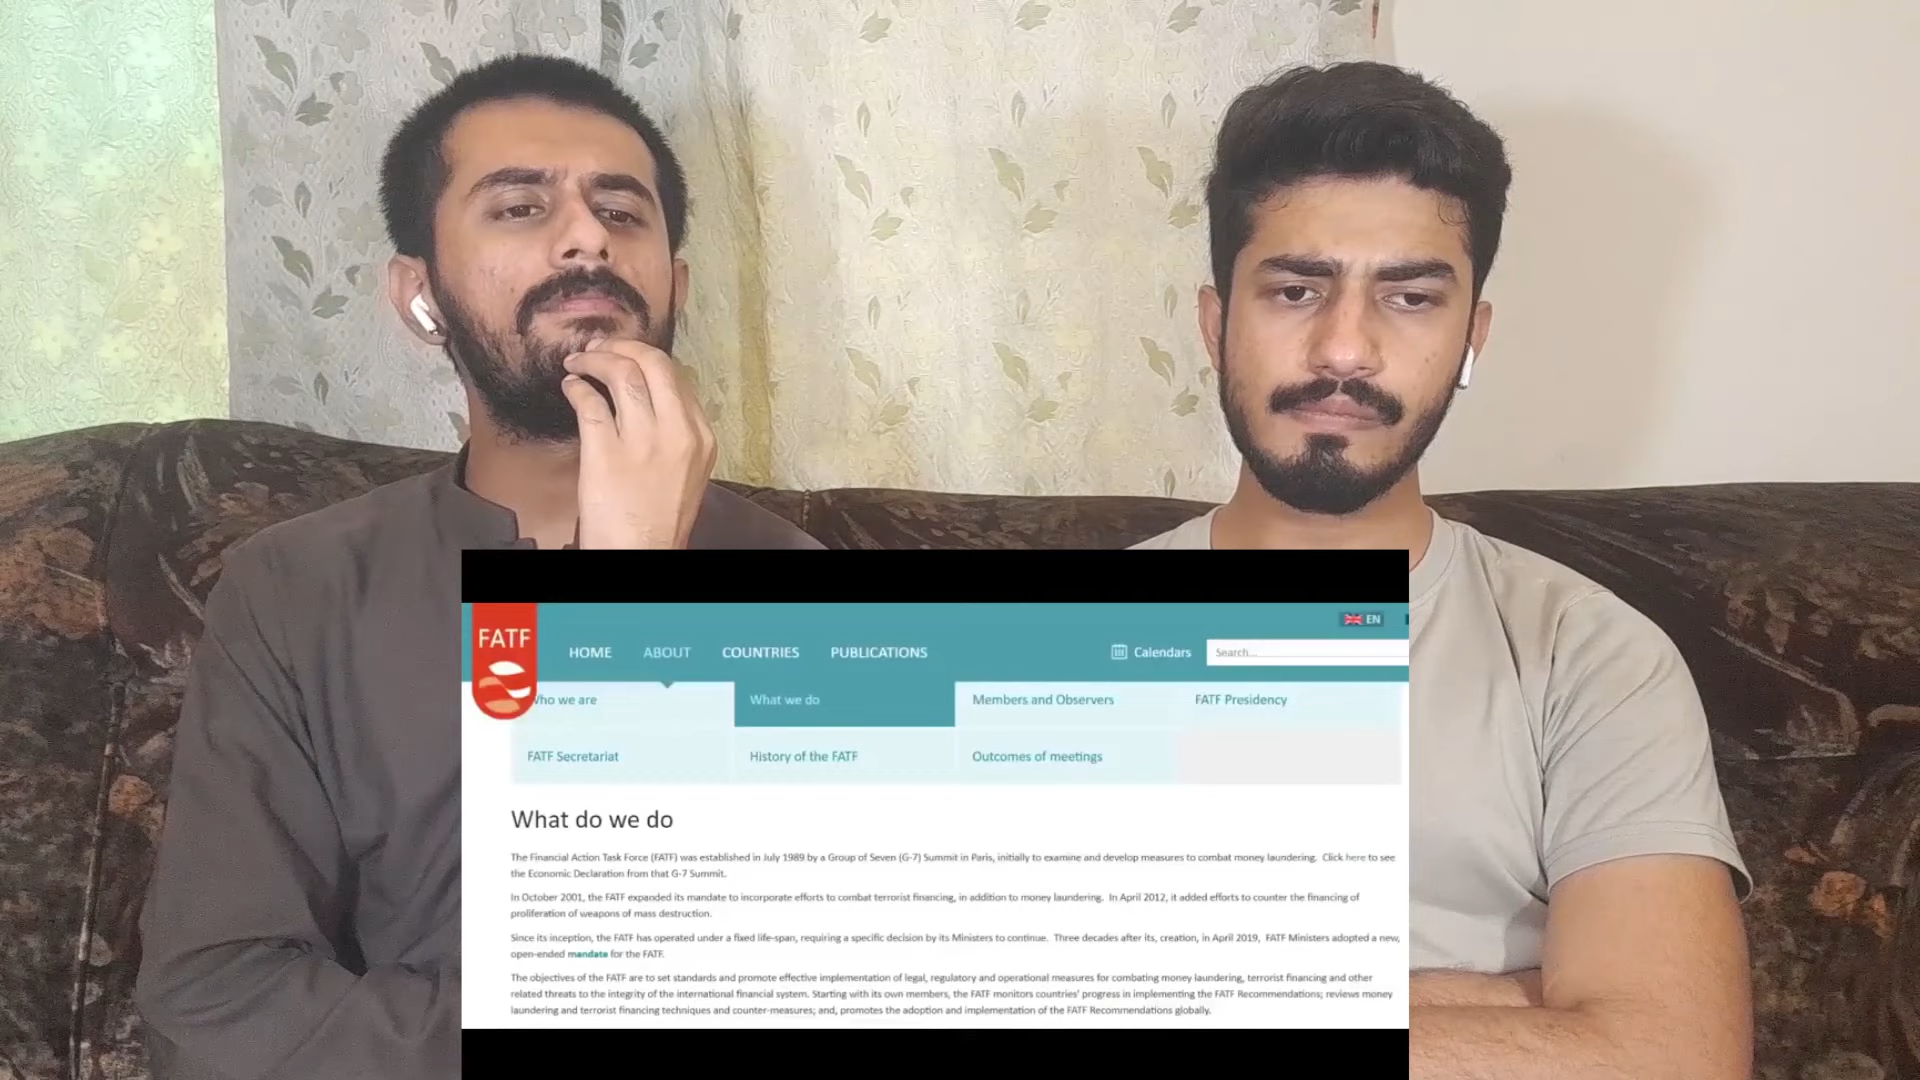 EN
FATF
HOME ABOUT COUNTRIES PUBLICATIONS Calendars Search...
Who we are What we do Members and Observers FATF Presidency
FATF Secretariat History of the FATF Outcomes of meetings
What do we do
The Financial Action Task Force (FATF) was established in July 1989 by a Group of Seven (G-7) Summit in Paris, initially to examine and develop measures to combat money laundering. Click here to see
the Economic Declaration from that G-7 Summit.
In October 2001, the FATF expanded its mandate to incorporate efforts to combat terrorist financing, in addition to money laundering. In April 2012, it added efforts to counter the financing of
proliferation of weapons of mass destruction.
Since its inception, the FATF has operated under a fixed life-span, requiring a specific decision by its Ministers to continue. Three decades after its, creation, in April 2019, FATF Ministers adopted a new,
open-ended mandate for the FATF.
The objectives of the FATF are to set standards and promote effective implementation of legal, regulatory and operational measures for combating money laundering, terrorist financing and other
related threats to the integrity of the international financial system. Starting with its own members, the FATF monitors countries' progress in implementing the FATF Recommendations; reviews money
laundering and terrorist financing techniques and counter-measures; and, promotes the adoption and implementation of the FATF Recommendations globally.